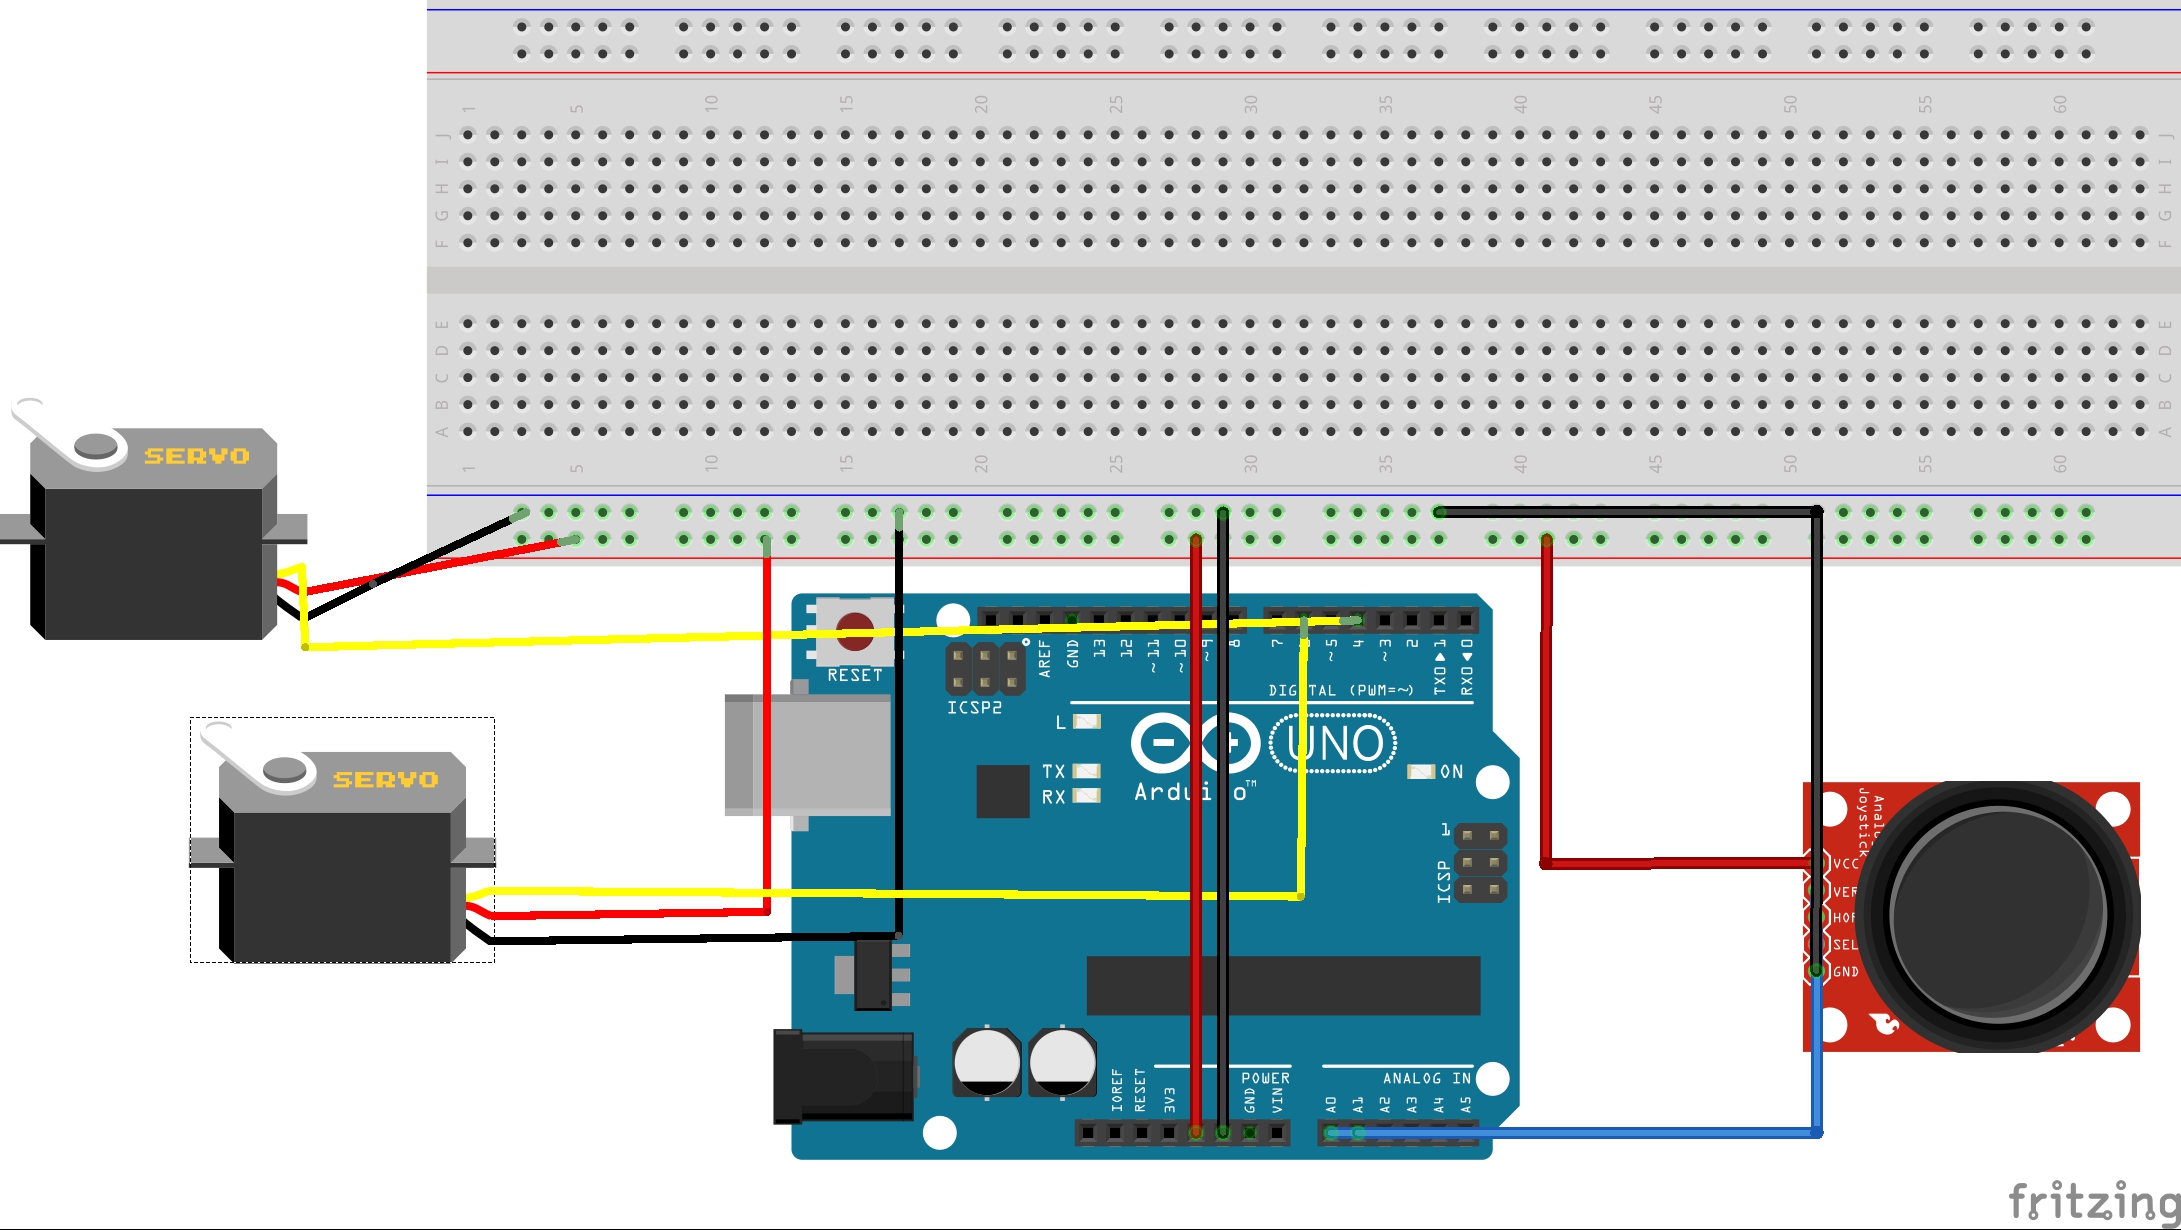 1 5 10 15 20 25 30 35 40 45 50 55 60
J J
I I
H H
G G
F F
E E
D D
C C
B B
A A
1 5 10 15 20 25 30 35 40 45 50 55 60
SERVO
SERVO
RESET
ICSP2
AREF
GND
13
12
~11
~10
~9
8
7
~5
4
~3
2
TX0▶1
RX0◀0
DIGITAL (PWM=~)
L
TX
RX
UNO
ON
Arduino™
1
ICSP
IOREF
RESET
3V3
GND
VIN
POWER
ANALOG IN
A0
A1
A2
A3
A4
A5
Joystick
VCC
VER
HOR
SEL
GND
fritzing